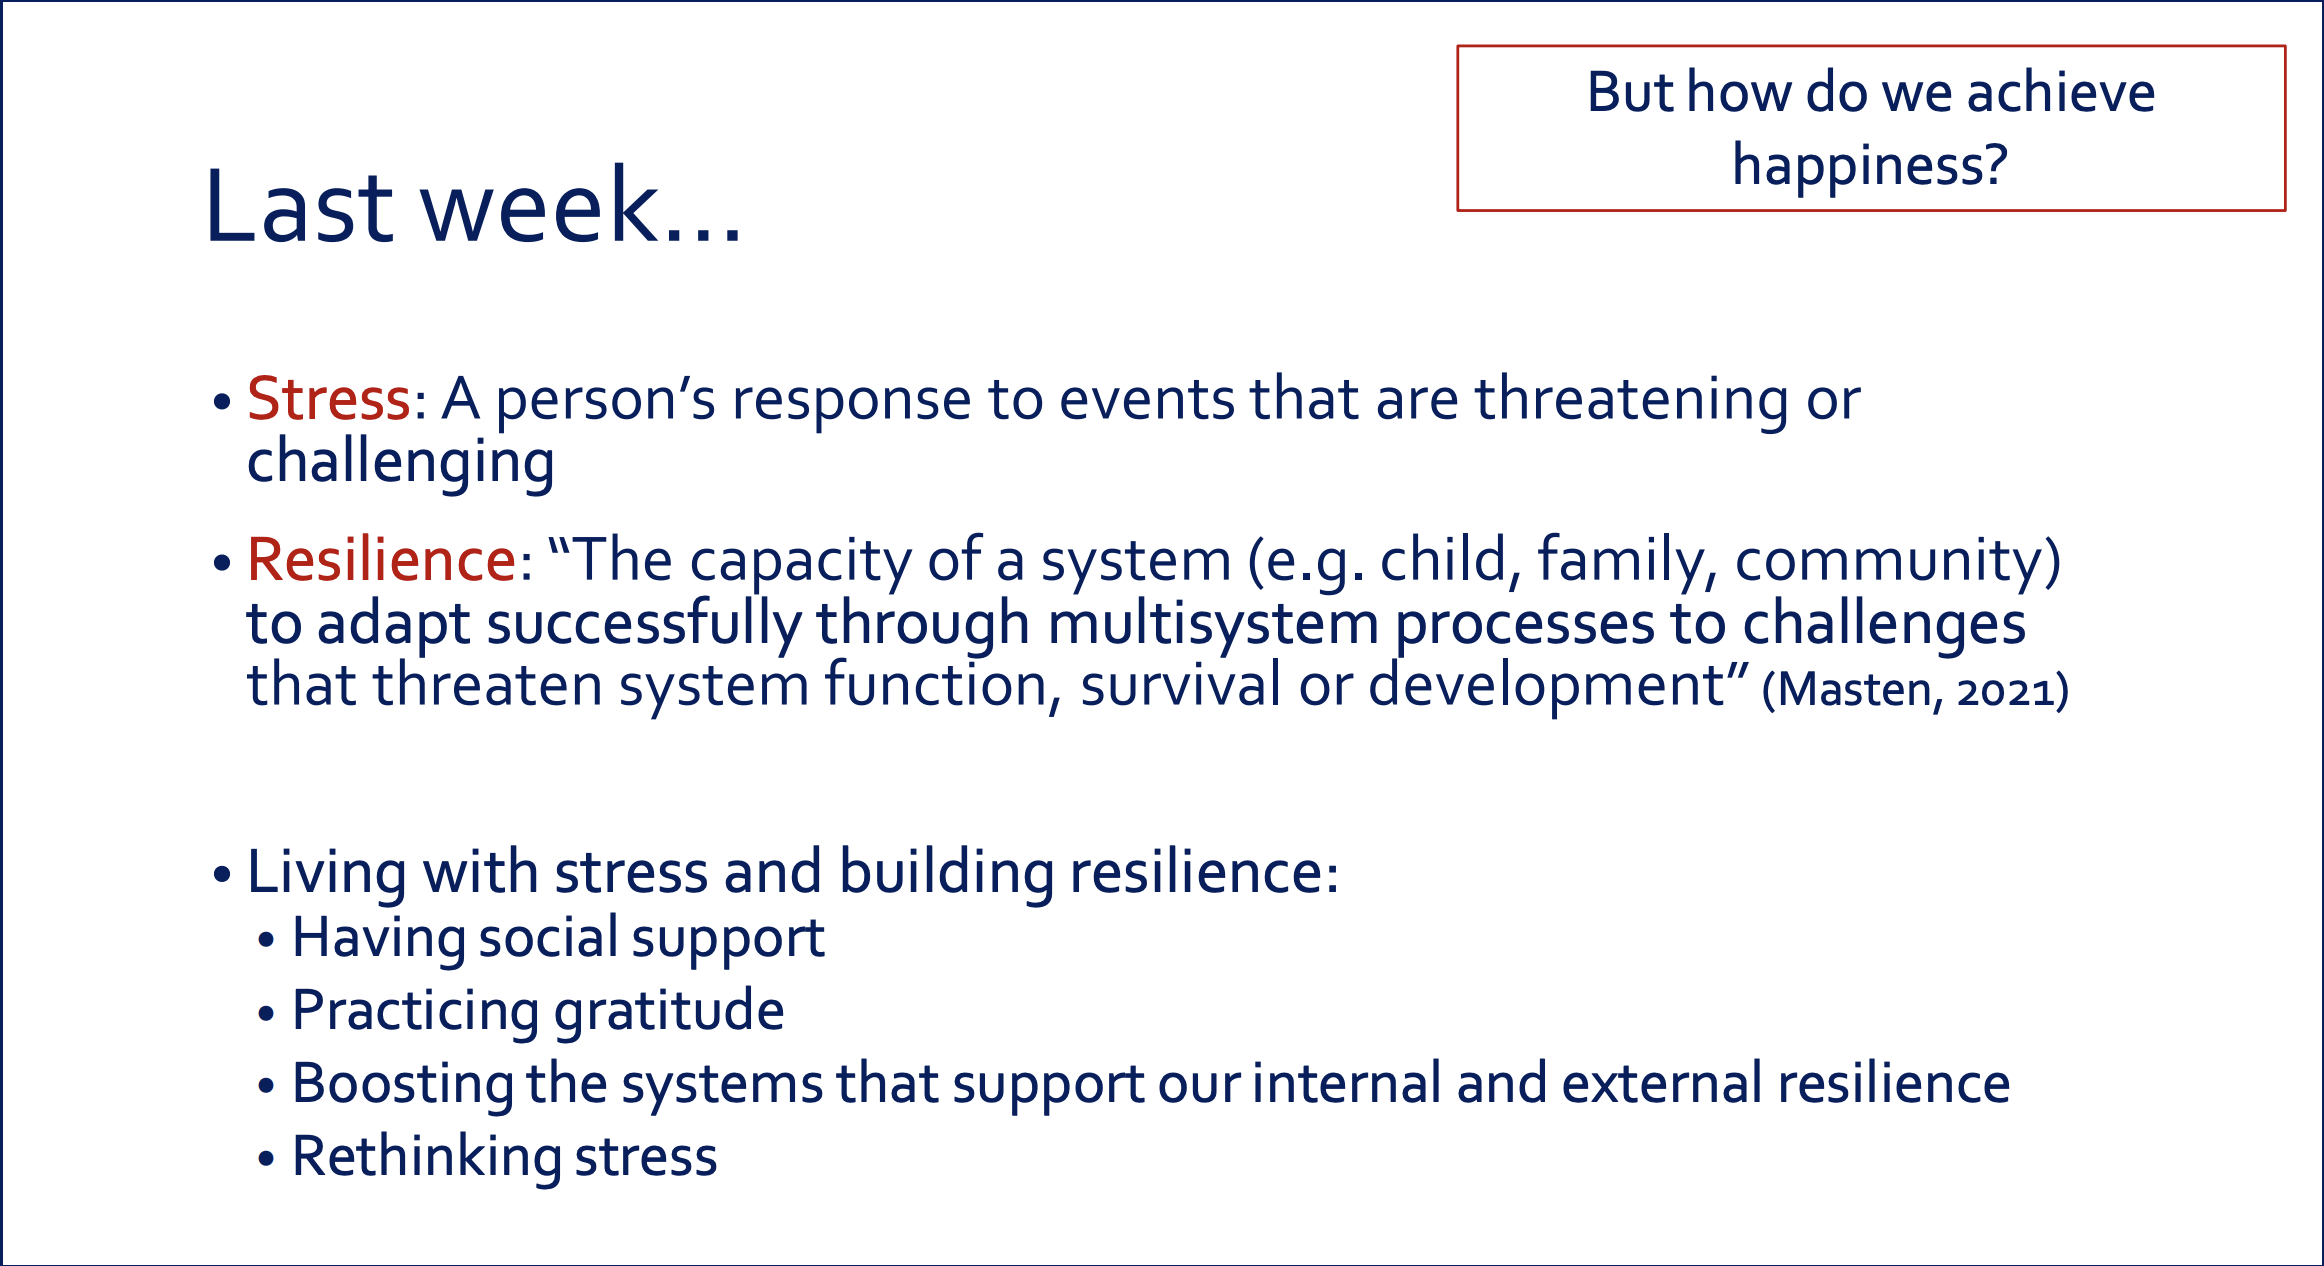 But how do we achieve
happiness?
Last week...
• Stress: A person’s response to events that are threatening or
challenging
• Resilience: “The capacity of a system (e.g. child, family, community)
to adapt successfully through multisystem processes to challenges
that threaten system function, survival or development” (Masten, 2021)
• Living with stress and building resilience:
• Having social support
• Practicing gratitude
• Boosting the systems that support our internal and external resilience
• Rethinking stress